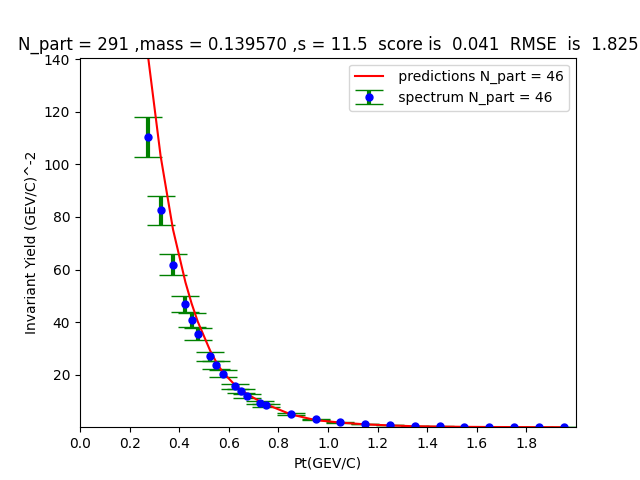 N_part = 291 ,mass = 0.139570 ,s = 11.5 score is 0.041 RMSE is 1.825
140
120
100
80
60
40
20
Invariant Yield (GEV/C)^-2
predictions N_part = 46
spectrum N_part = 46
0.0 0.2 0.4 0.6 0.8 1.0 1.2 1.4 1.6 1.8
Pt(GEV/C)